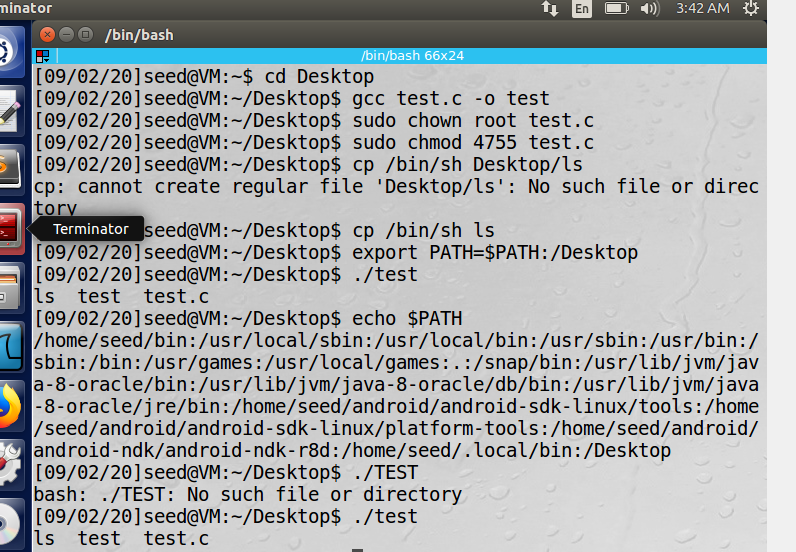 minator
En
3:42 AM
/bin/bash
/bin/bash 66x24
[09/02/20]seed@VM:~$ cd Desktop
[09/02/20]seed@VM:~/Desktop$ gcc test.c -o test
[09/02/20]seed@VM:~/Desktop$ sudo chown root test.c
[09/02/20]seed@VM:~/Desktop$ sudo chmod 4755 test.c
[09/02/20]seed@VM:~/Desktop$ cp /bin/sh Desktop/ls
cp: cannot create regular file 'Desktop/ls': No such file or direc
tory
Terminator
seed@VM:~/Desktop$ cp /bin/sh ls
[09/02/20]seed@VM:~/Desktop$ export PATH=$PATH:/Desktop
[09/02/20]seed@VM:~/Desktop$ ./test
ls  test  test.c
[09/02/20]seed@VM:~/Desktop$ echo $PATH
/home/seed/bin:/usr/local/sbin:/usr/local/bin:/usr/sbin:/usr/bin:/
sbin:/bin:/usr/games:/usr/local/games:.:/snap/bin:/usr/lib/jvm/jav
a-8-oracle/bin:/usr/lib/jvm/java-8-oracle/db/bin:/usr/lib/jvm/java
-8-oracle/jre/bin:/home/seed/android/android-sdk-linux/tools:/home
/seed/android/android-sdk-linux/platform-tools:/home/seed/android/
android-ndk/android-ndk-r8d:/home/seed/.local/bin:/Desktop
[09/02/20]seed@VM:~/Desktop$ ./TEST
bash: ./TEST: No such file or directory
[09/02/20]seed@VM:~/Desktop$ ./test
ls  test  test.c